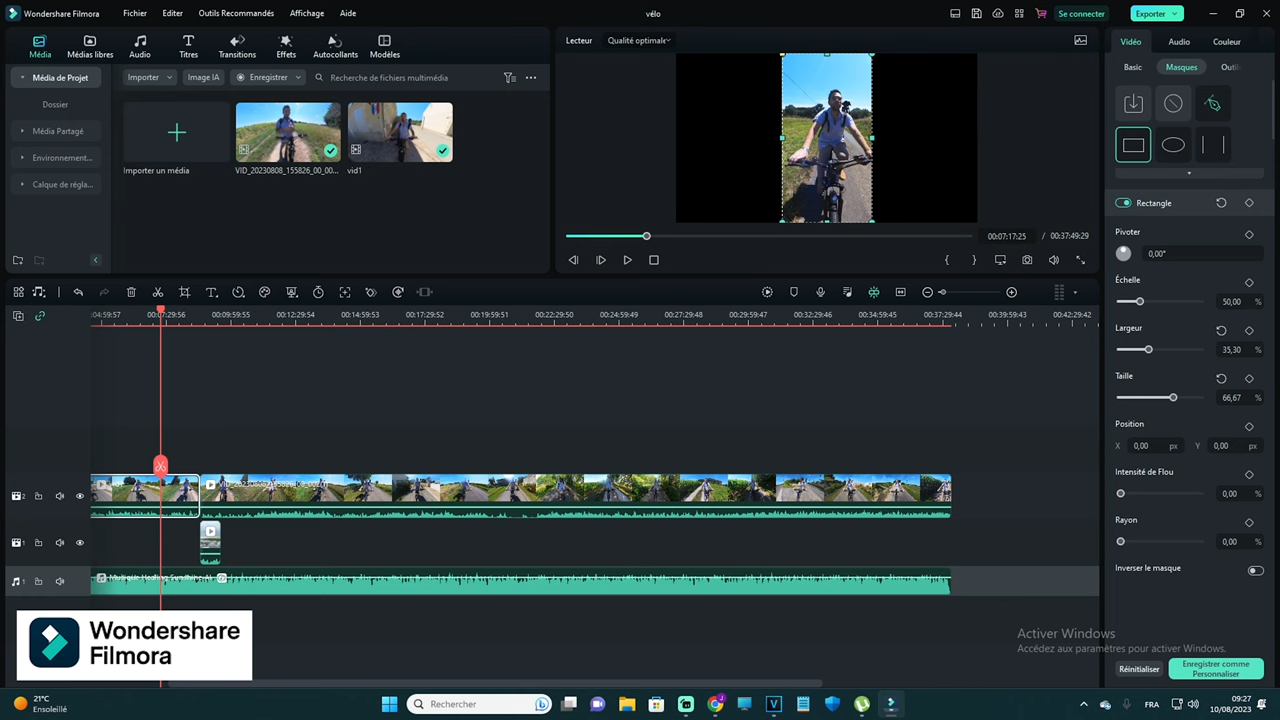 Wondershare Filmora
Fichier
Editer
Outils Recommandés
Affichage
Aide
vélo
Se connecter
Exporter
Média
Médias libres
Audio
Titres
Transitions
Effets
Autocollants
Modèles
Lecteur
Qualité optimale
Vidéo
Audio
Couleur
Média de Projet
Importer
Image IA
Enregistrer
Recherche de fichiers multimédia
Basic
Masques
Outils
Dossier
Média Partagé
Environnement...
Calque de régla...
Importer un média
VID_20230808_155826_00_00...
vid1
Rectangle
Pivoter
0,00°
Échelle
50,00 %
Largeur
35,30 %
Taille
66,67 %
Position
X 0,00 px Y 0,00 px
Intensité de Flou
0,00 %
Rayon
0,00 %
Inverser le masque
00:07:17:25 / 00:37:49:29
:04:59:57
00:07:29:56
00:09:59:55
00:12:29:54
00:14:59:53
00:17:29:52
00:19:59:51
00:22:29:50
00:24:59:49
00:27:29:48
00:29:59:47
00:32:29:46
00:34:59:45
00:37:29:44
00:39:59:43
00:42:29:42
2
1
1
Wondershare
Filmora
Activer Windows
Accédez aux paramètres pour activer Windows.
Réinitialiser
Enregistrer comme
Personnaliser
21°C
Ensoleillé
Rechercher
FRA
09:27
10/08/2023